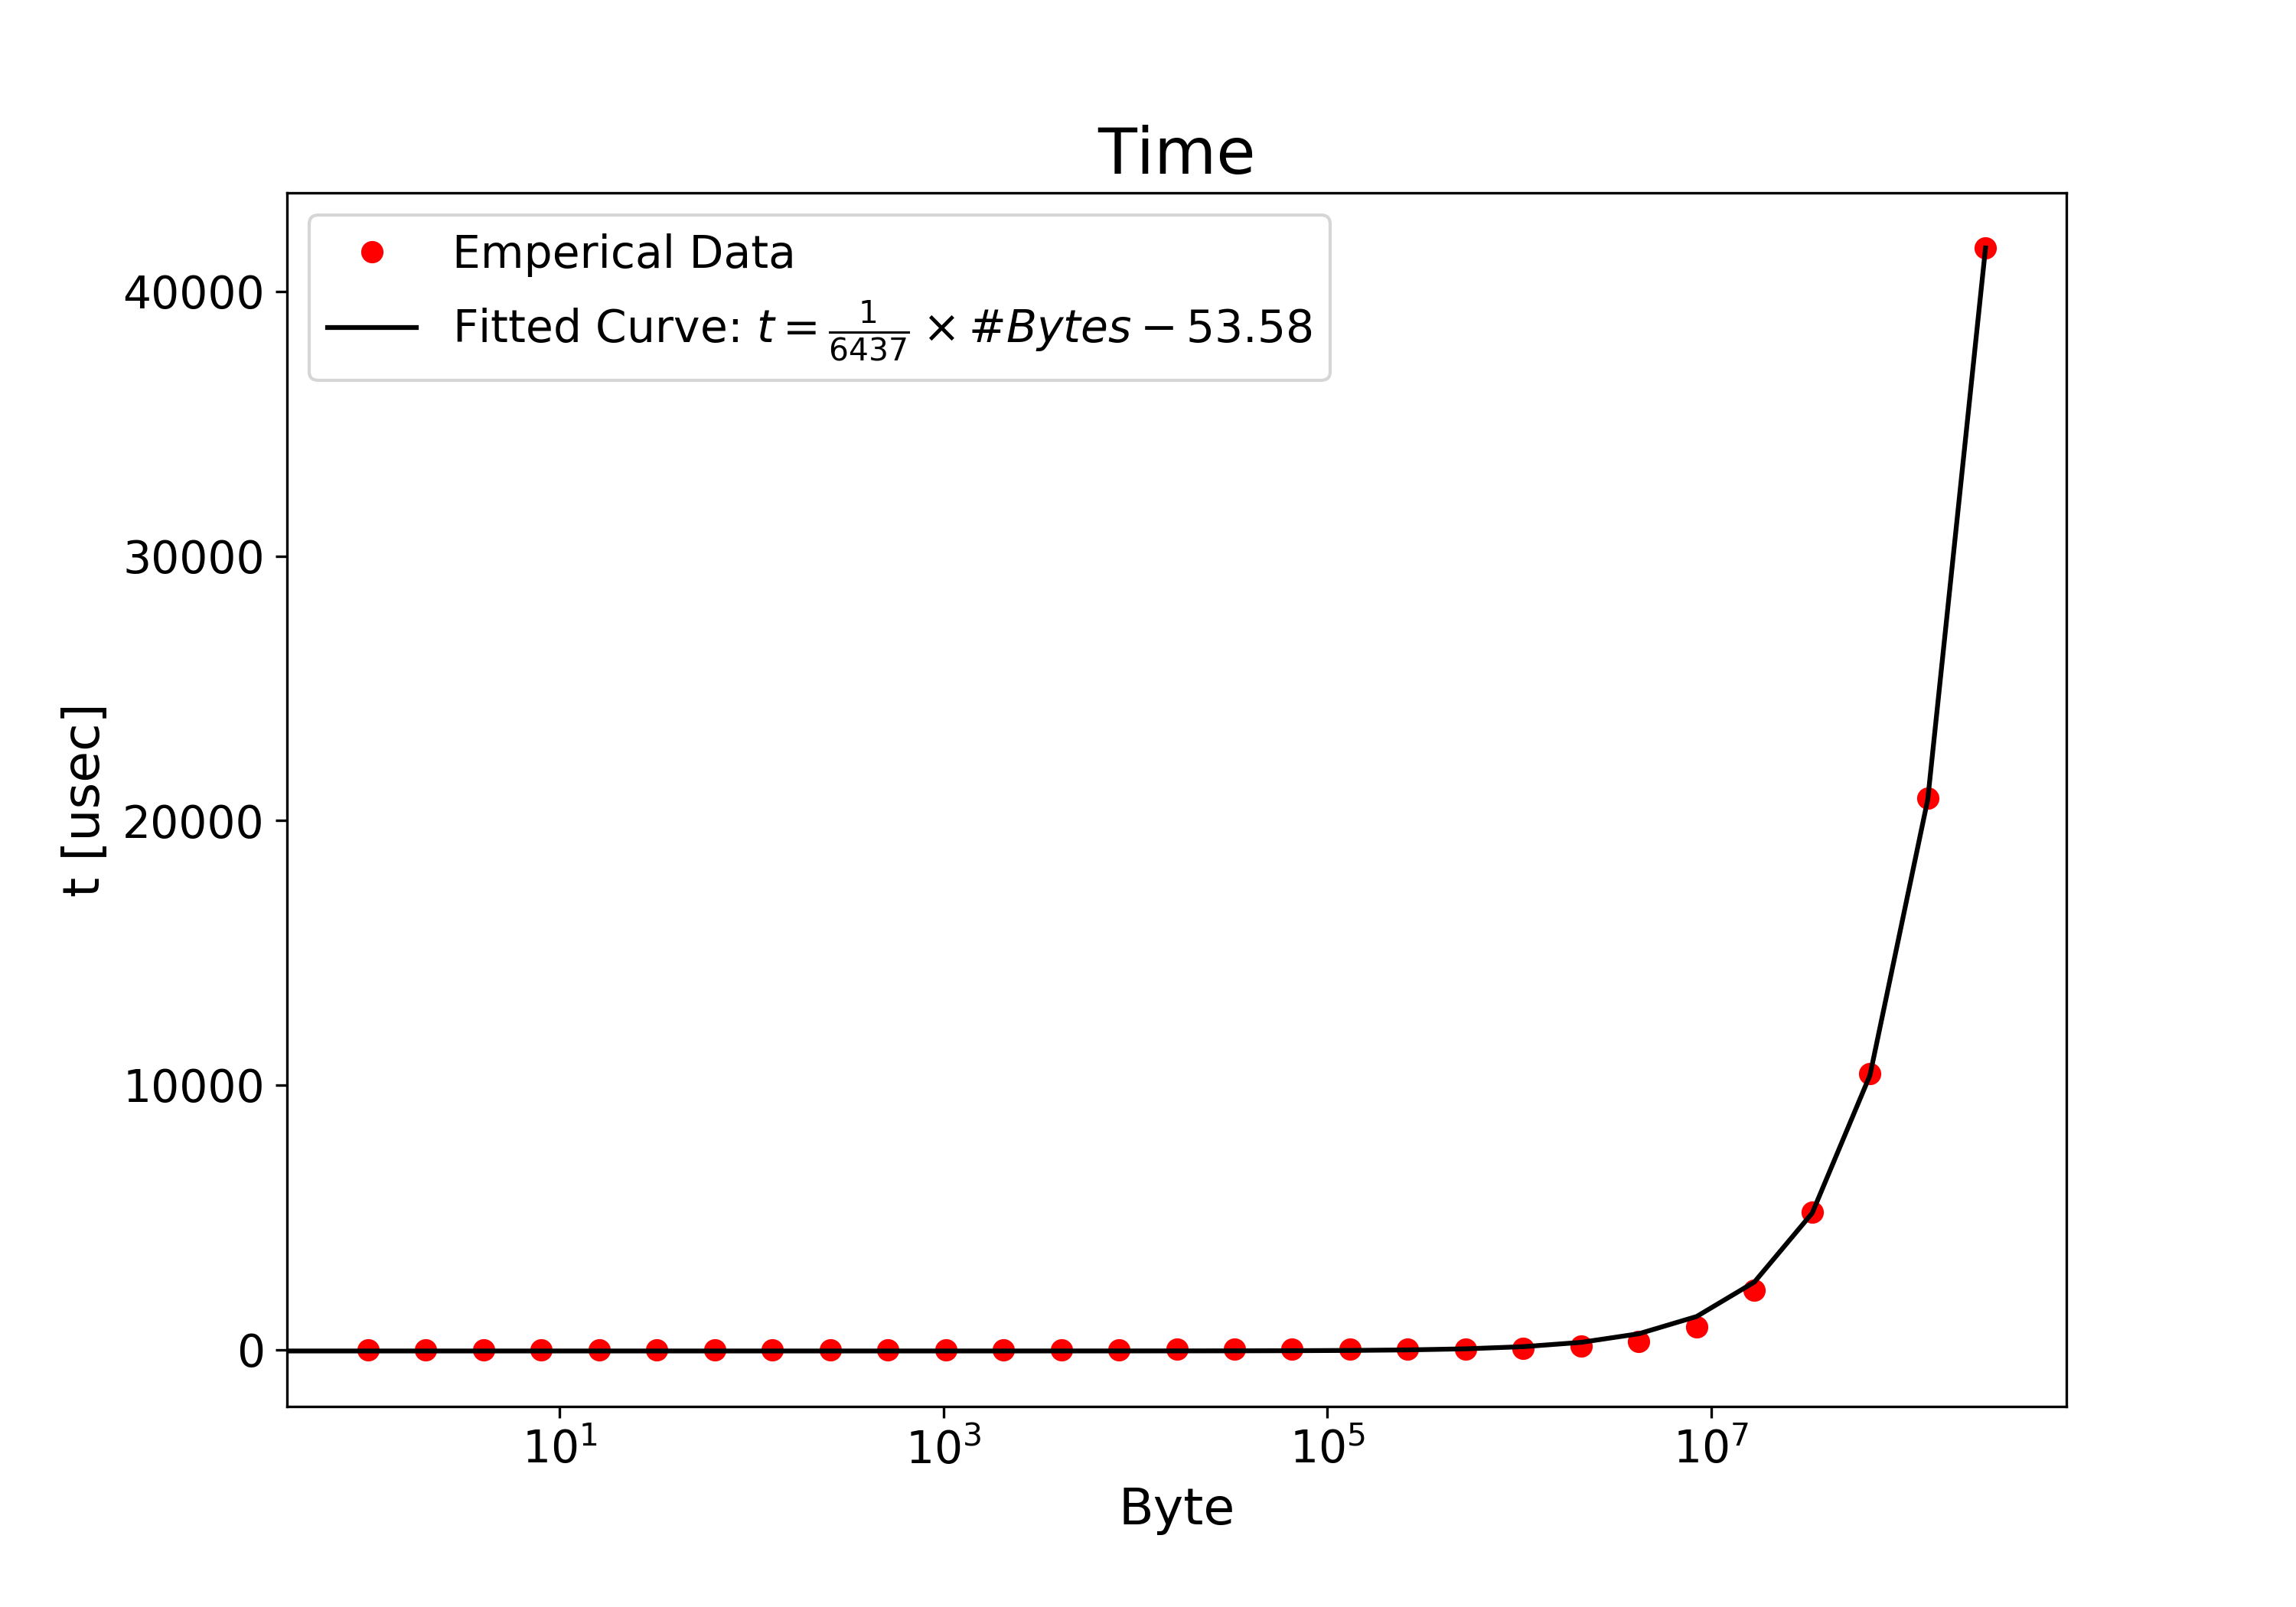 Time
Emperical Data
Fitted Curve: t = 1/6437 × #Bytes − 53.58
40000
30000
20000
10000
0
t [usec]
10^1 10^3 10^5 10^7
Byte